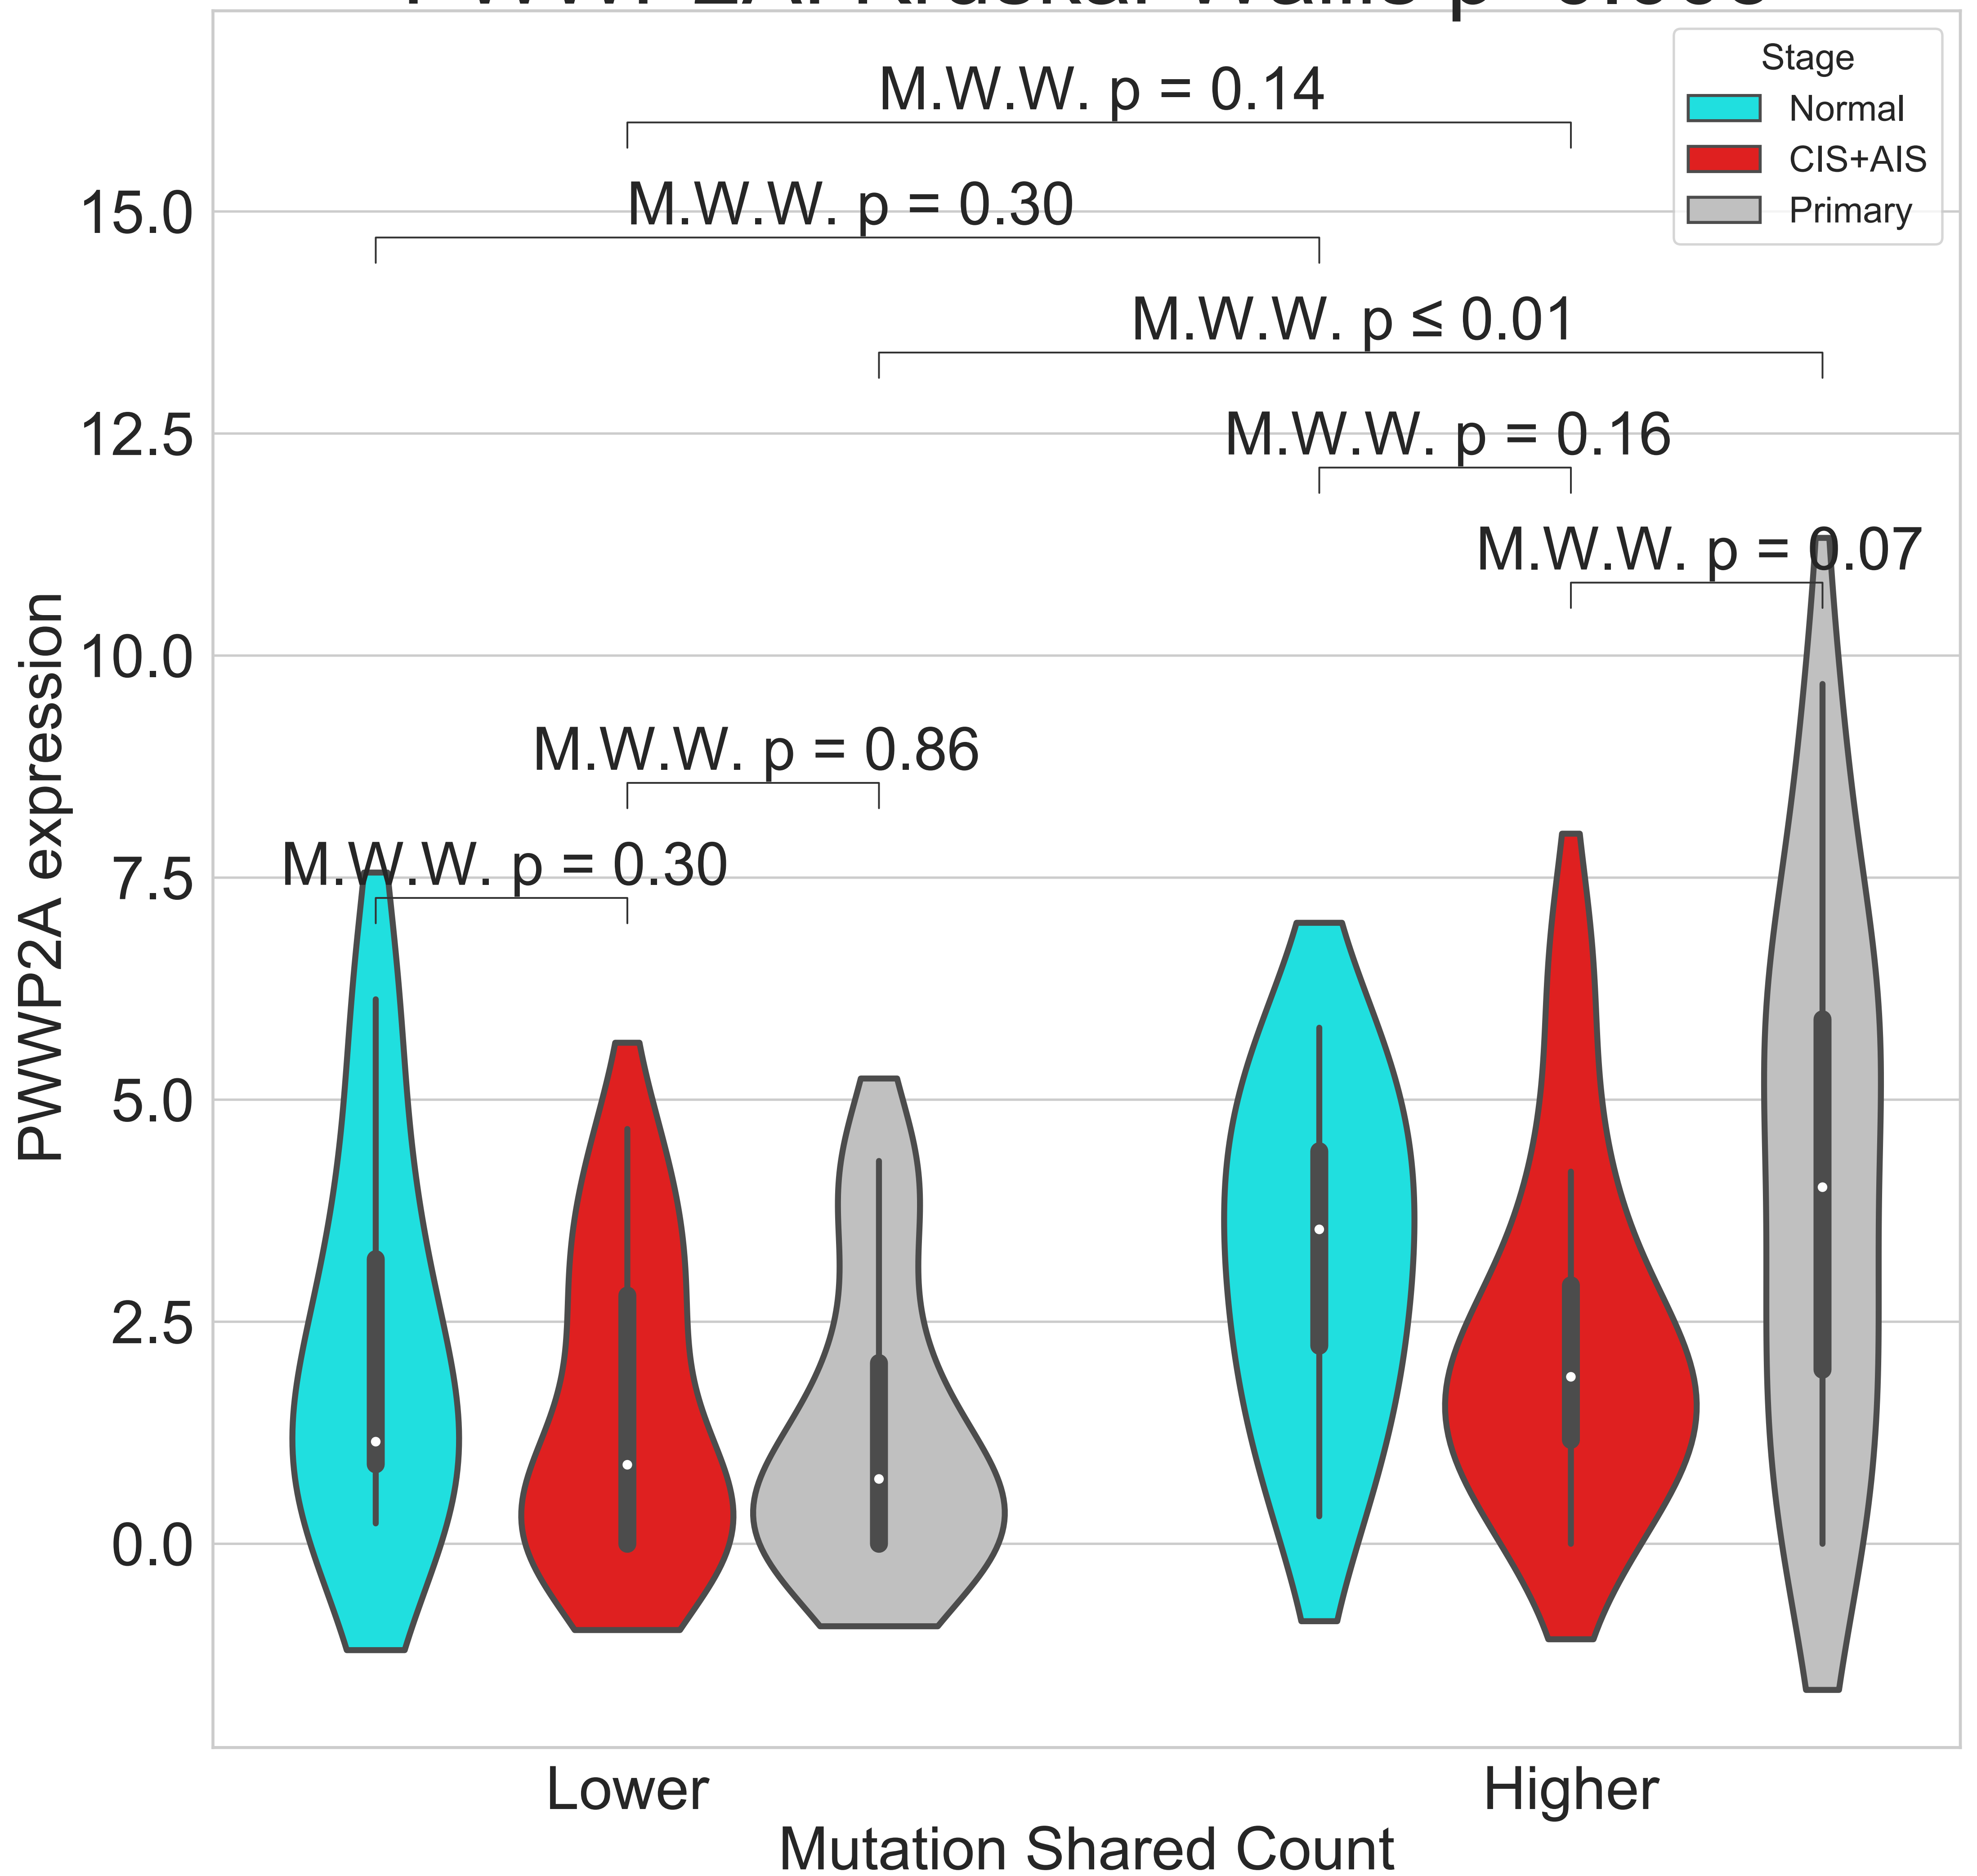 Stage
Normal
CIS+AIS
Primary
M.W.W. p = 0.14
M.W.W. p = 0.30
M.W.W. p ≤ 0.01
M.W.W. p = 0.16
M.W.W. p = 0.07
M.W.W. p = 0.86
M.W.W. p = 0.30
15.0
12.5
10.0
7.5
5.0
2.5
0.0
PWWP2A expression
Lower
Higher
Mutation Shared Count